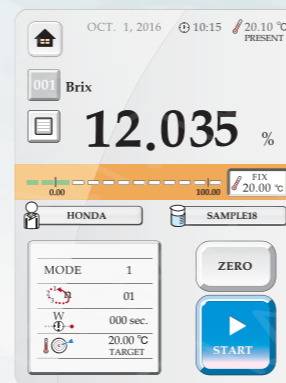 OCT. 1, 2016 10:15 20.10 ℃
PRESENT
001 Brix
12.035 %
0.00 100.00 FIX
20.00 ℃
HONDA SAMPLE18
MODE 1
01
W 000 sec.
20.00 ℃
TARGET
ZERO
START